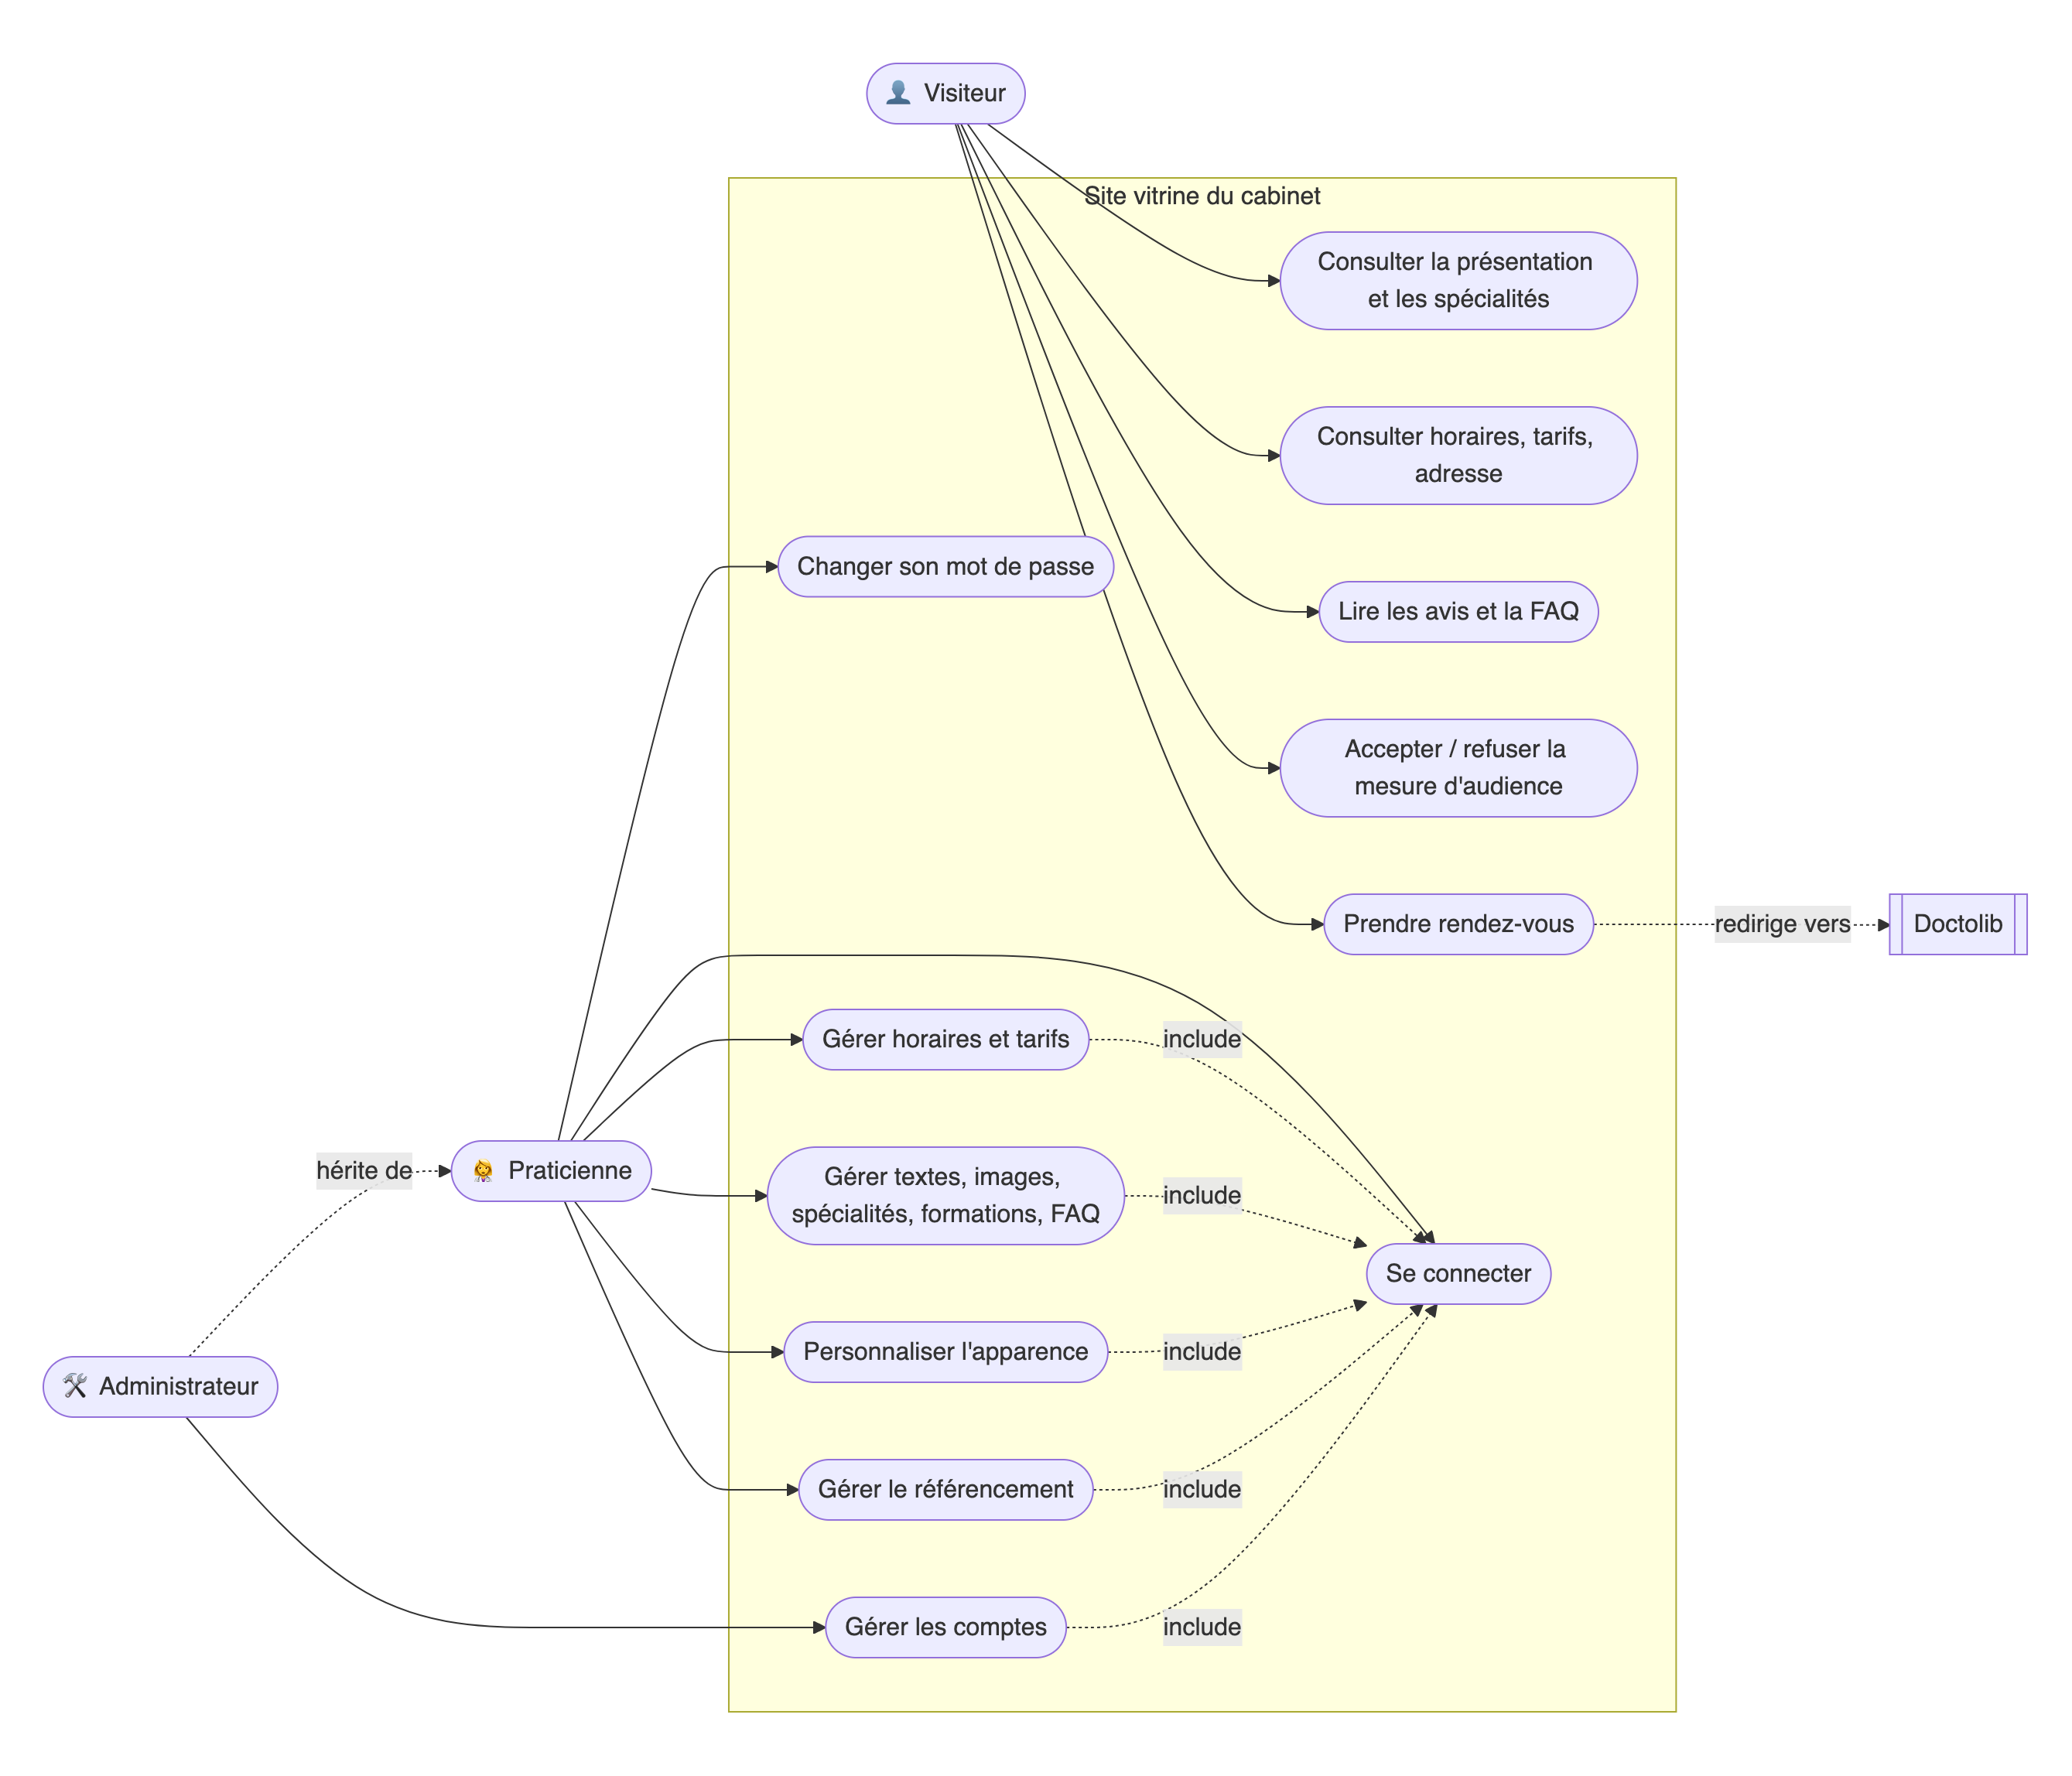 Visiteur
Site vitrine du cabinet
Consulter la présentation
et les spécialités
Consulter horaires, tarifs,
adresse
Changer son mot de passe
Lire les avis et la FAQ
Accepter / refuser la
mesure d'audience
Prendre rendez-vous
redirige vers
Doctolib
Gérer horaires et tarifs
include
hérite de
Praticienne
Gérer textes, images,
spécialités, formations, FAQ
include
Se connecter
Personnaliser l'apparence
include
Administrateur
Gérer le référencement
include
Gérer les comptes
include